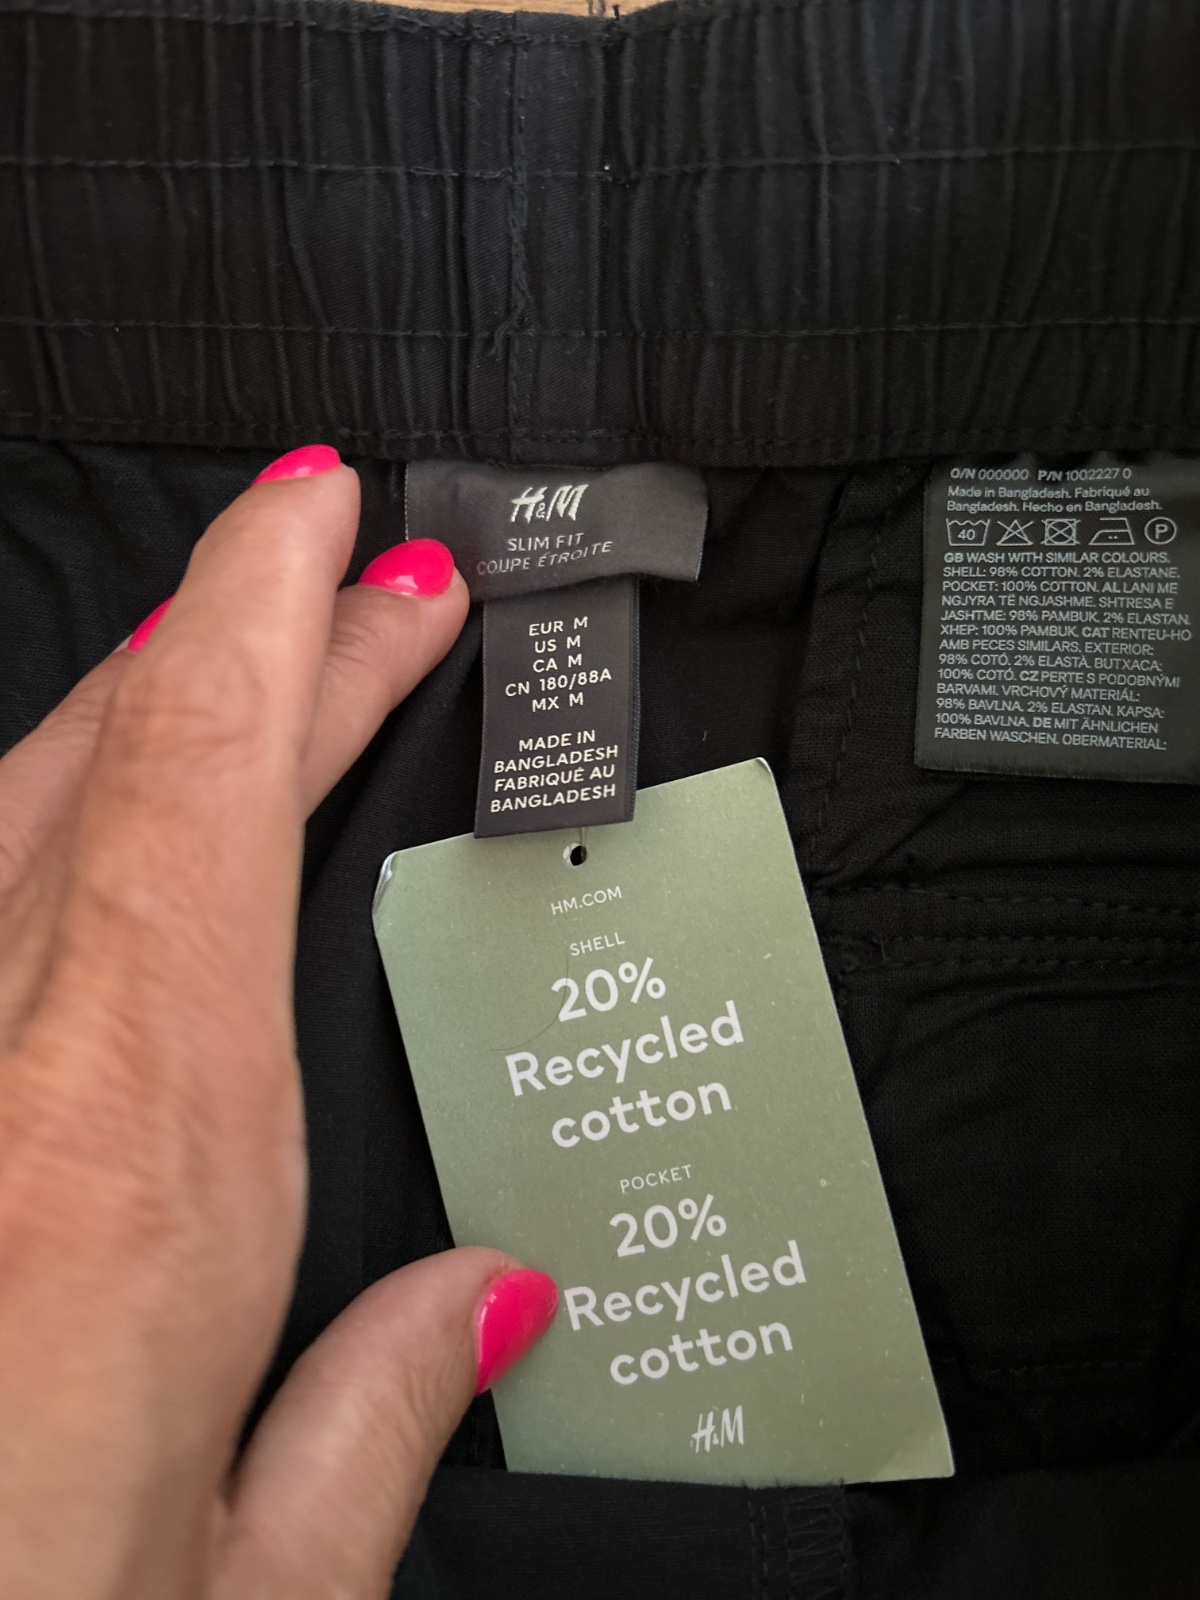 H&M
SLIM FIT
COUPE ÉTROITE
EUR M
US M
CA M
CN 180/88A
MX M
MADE IN
BANGLADESH
FABRIQUÉ AU
BANGLADESH
HM.COM
SHELL
20%
Recycled
cotton
POCKET
20%
Recycled
cotton
H&M
O/N 000000 P/N 1002227 0
Made in Bangladesh. Fabriqué au
Bangladesh. Hecho en Bangladesh.
40 P
GB WASH WITH SIMILAR COLOURS.
SHELL: 98% COTTON. 2% ELASTANE.
POCKET: 100% COTTON. AL LANI ME
NGJYRA TË NGJASHME. SHTRESA E
JASHTME: 98% PAMBUK. 2% ELASTAN.
XHEP: 100% PAMBUK. CAT RENTEU-HO
AMB PECES SIMILARS. EXTERIOR:
98% COTÓ. 2% ELASTÀ. BUTXACA:
100% COTÓ. CZ PERTE S PODOBNÝMI
BARVAMI. VRCHOVÝ MATERIÁL:
98% BAVLNA. 2% ELASTAN. KAPSA:
100% BAVLNA. DE MIT ÄHNLICHEN
FARBEN WASCHEN. OBERMATERIAL: